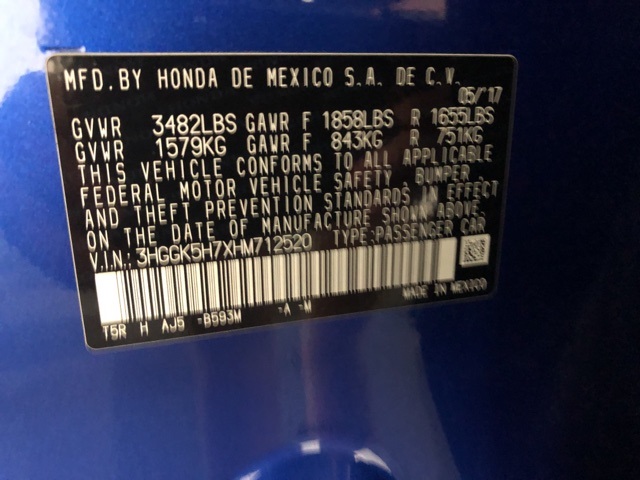 MFD.BY HONDA DE MEXICO S.A. DE C.V.
05/'17
GVWR 3482LBS GAWR F 1858LBS R 1655LBS
GVWR 1579KG GAWR F 843KG R 751KG
THIS VEHICLE CONFORMS TO ALL APPLICABLE
FEDERAL MOTOR VEHICLE SAFETY, BUMPER,
AND THEFT PREVENTION STANDARDS IN EFFECT
ON THE DATE OF MANUFACTURE SHOWN ABOVE.
V.IN.: 3HGGK5H7XHM712520 TYPE:PASSENGER CAR
T5R H AJ5 -B593M -A -M MADE IN MEXICO